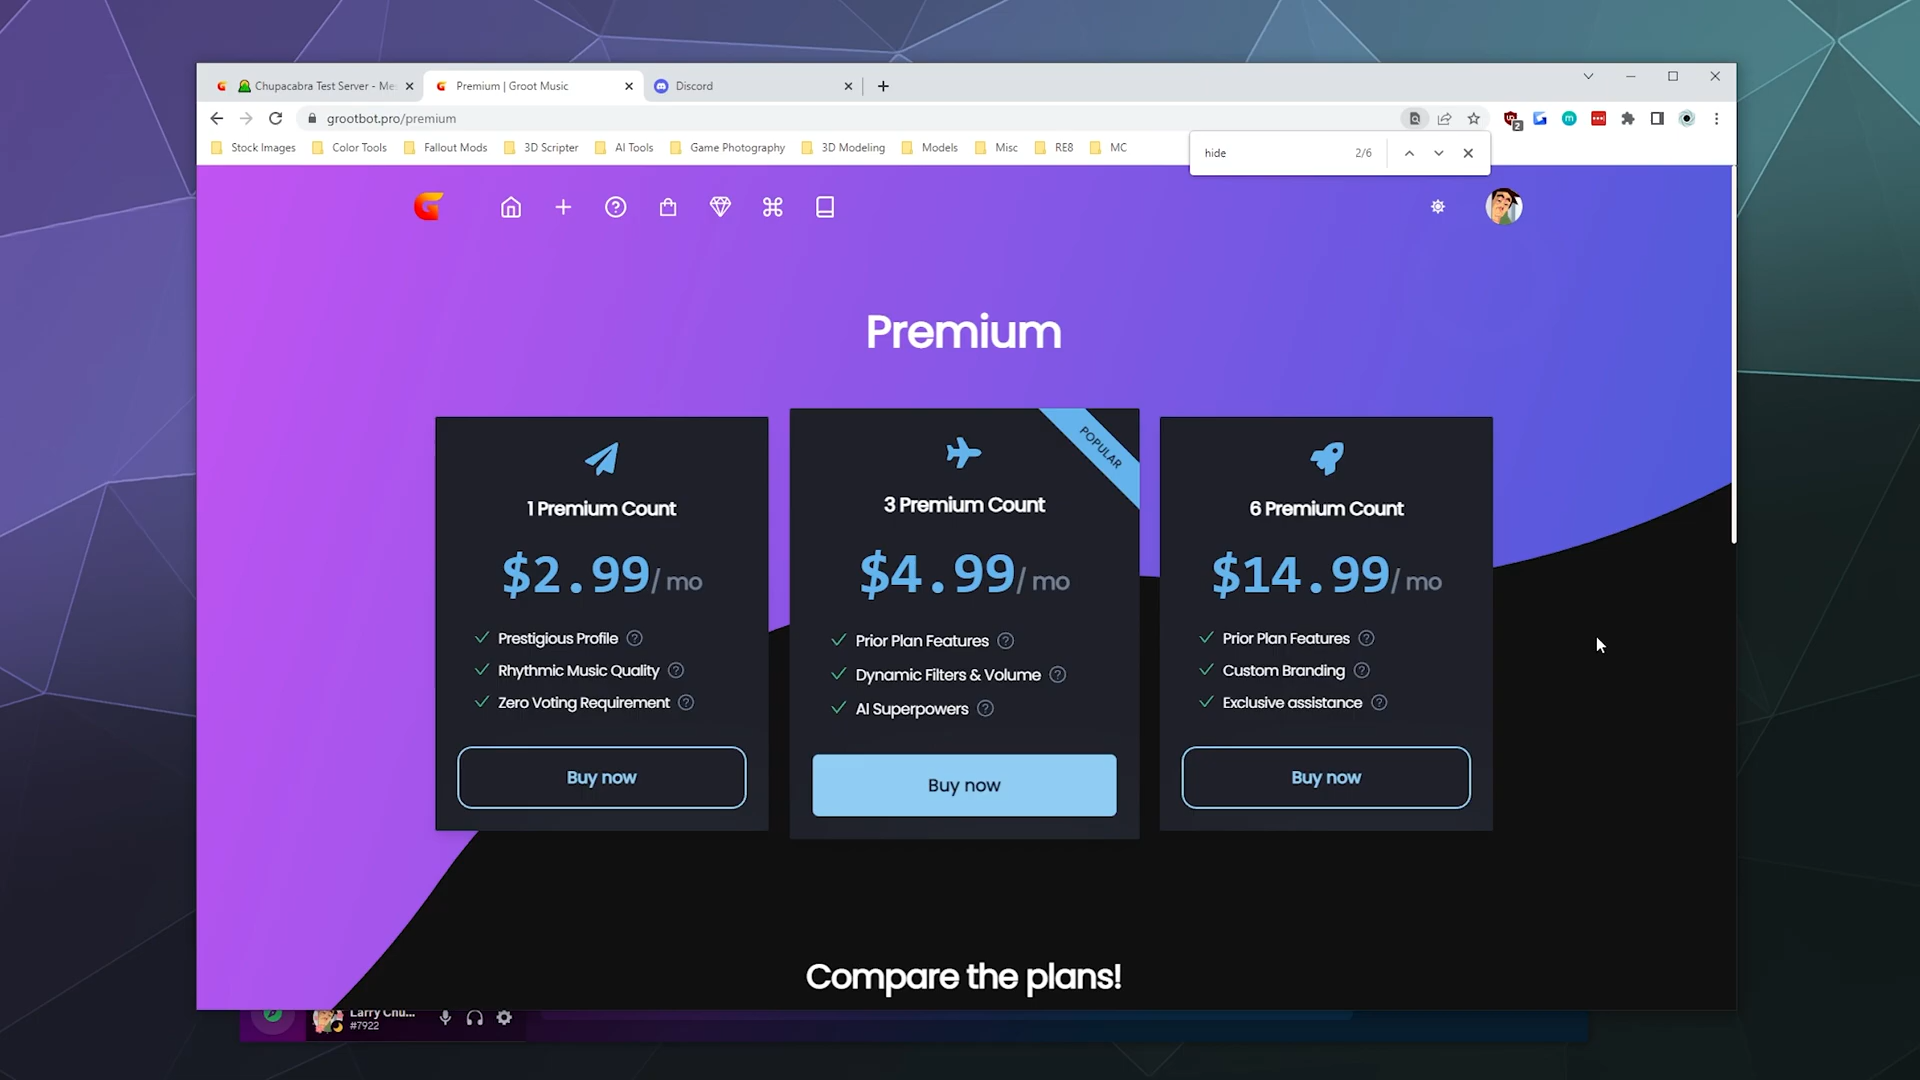 Chupacabra Test Server - Me
Premium | Groot Music
Discord
grootbot.pro/premium
2
Stock Images
Color Tools
Fallout Mods
3D Scripter
AI Tools
Game Photography
3D Modeling
Models
Misc
RE8
MC
hide
2/6
Premium
POPULAR
1 Premium Count
$2.99/ mo
Prestigious Profile
Rhythmic Music Quality
Zero Voting Requirement
Buy now
3 Premium Count
$4.99/ mo
Prior Plan Features
Dynamic Filters & Volume
AI Superpowers
Buy now
6 Premium Count
$14.99/ mo
Prior Plan Features
Custom Branding
Exclusive assistance
Buy now
Compare the plans!
Larry Chu...
#7922